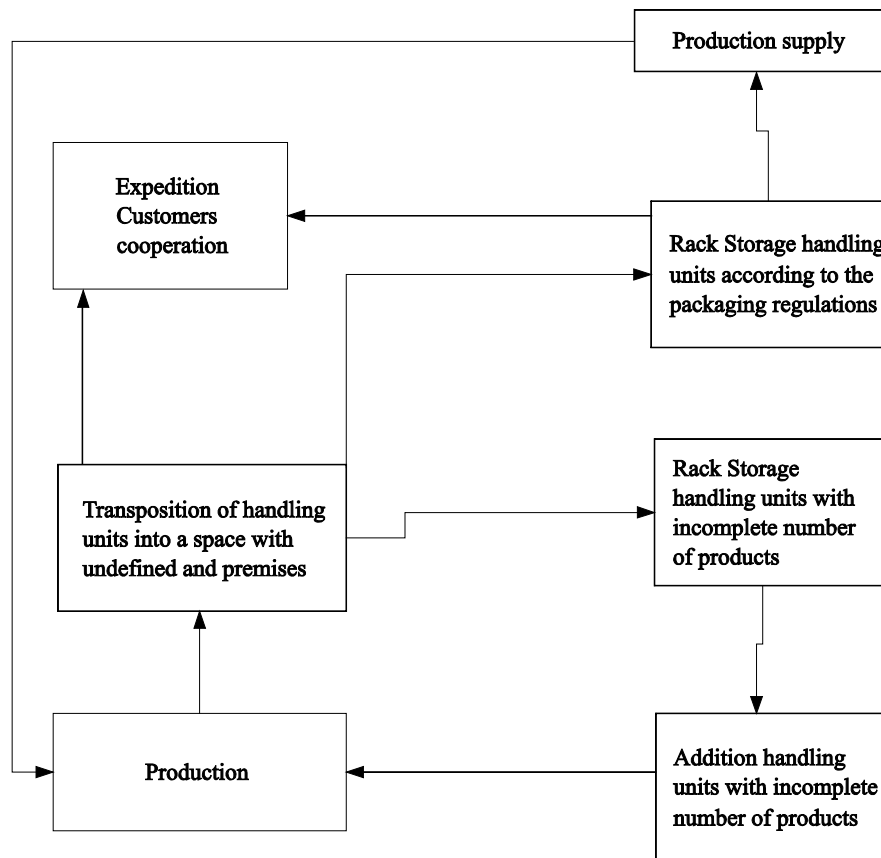 Production supply
Expedition
Customers
cooperation
Rack Storage handling
units according to the
packaging regulations
Rack Storage
handling units with
incomplete number
of products
Transposition of handling
units into a space with
undefined and premises
Production
Addition handling
units with incomplete
number of products